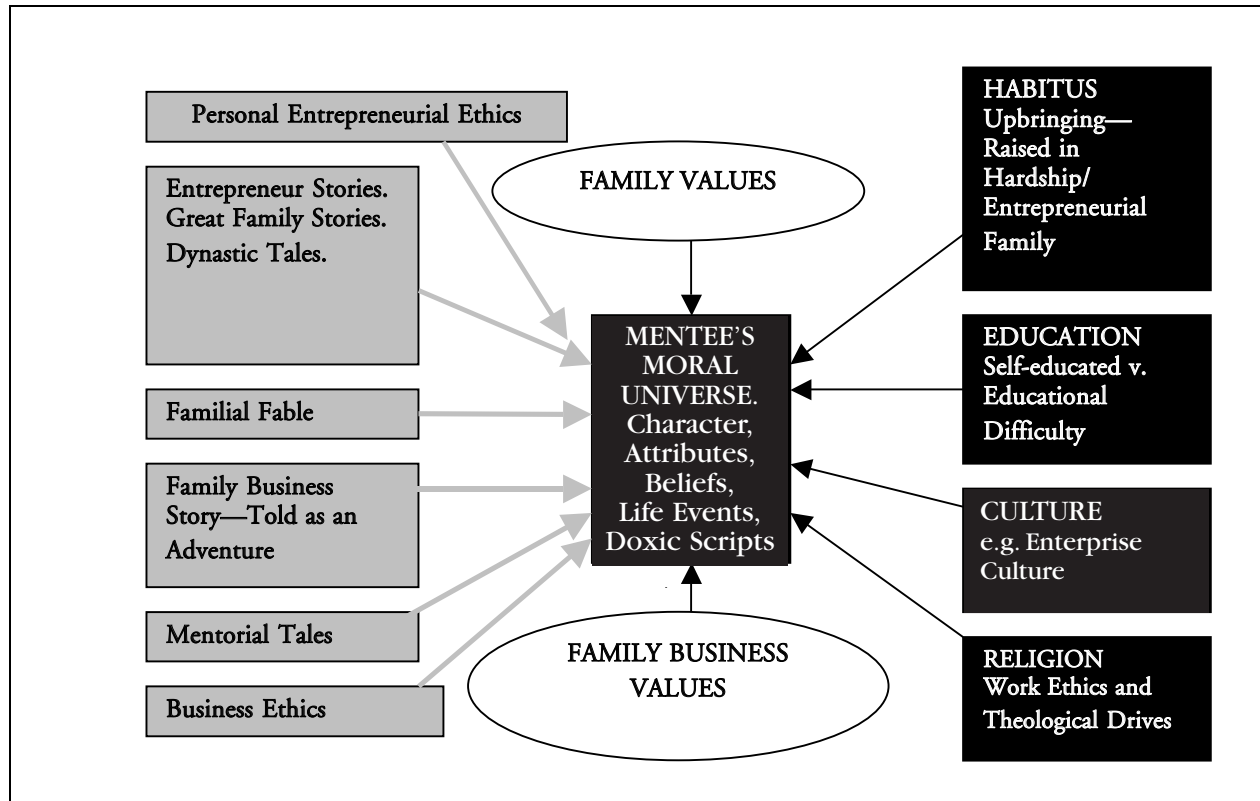 Personal Entrepreneurial Ethics
Entrepreneur Stories.
Great Family Stories.
Dynastic Tales.
Familial Fable
Family Business
Story—Told as an
Adventure
Mentorial Tales
Business Ethics
FAMILY VALUES
MENTEE’S
MORAL
UNIVERSE.
Character,
Attributes,
Beliefs,
Life Events,
Doxic Scripts
FAMILY BUSINESS
VALUES
HABITUS
Upbringing—
Raised in
Hardship/
Entrepreneurial
Family
EDUCATION
Self-educated v.
Educational
Difficulty
CULTURE
e.g. Enterprise
Culture
RELIGION
Work Ethics and
Theological Drives